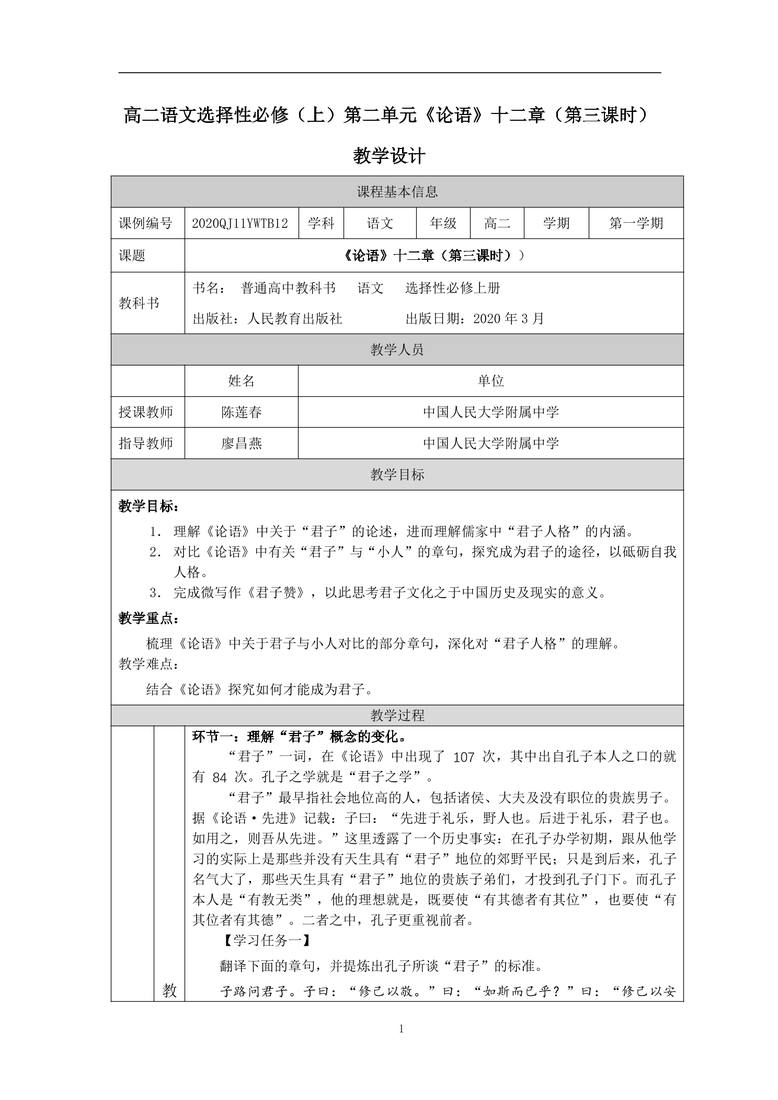 高二语文选择性必修（上）第二单元《论语》十二章（第三课时）
教学设计
课程基本信息
课例编号 2020QJ11YWTB12 学科 语文 年级 高二 学期 第一学期
课题 《论语》十二章（第三课时））
教科书
书名： 普通高中教科书 语文 选择性必修上册
出版社：人民教育出版社 出版日期：2020 年 3 月
教学人员
姓名 单位
授课教师 陈莲春 中国人民大学附属中学
指导教师 廖昌燕 中国人民大学附属中学
教学目标
教学目标：
1. 理解《论语》中关于“君子”的论述，进而理解儒家中“君子人格”的内涵。
2. 对比《论语》中有关“君子”与“小人”的章句，探究成为君子的途径，以砥砺自我
人格。
3. 完成微写作《君子赞》，以此思考君子文化之于中国历史及现实的意义。
教学重点：
梳理《论语》中关于君子与小人对比的部分章句，深化对“君子人格”的理解。
教学难点：
结合《论语》探究如何才能成为君子。
教学过程
环节一：理解“君子”概念的变化。
“君子”一词，在《论语》中出现了 107 次，其中出自孔子本人之口的就
有 84 次。孔子之学就是“君子之学”。
“君子”最早指社会地位高的人，包括诸侯、大夫及没有职位的贵族男子。
据《论语·先进》记载：子曰：“先进于礼乐，野人也。后进于礼乐，君子也。
如用之，则吾从先进。”这里透露了一个历史事实：在孔子办学初期，跟从他学
习的实际上是那些并没有天生具有“君子”地位的郊野平民；只是到后来，孔子
名气大了，那些天生具有“君子”地位的贵族子弟们，才投到孔子门下。而孔子
本人是“有教无类”，他的理想就是，既要使“有其德者有其位”，也要使“有
其位者有其德”。二者之中，孔子更重视前者。
【学习任务一】
翻译下面的章句，并提炼出孔子所谈“君子”的标准。
教 子路问君子。子曰：“修己以敬。”曰：“如斯而已乎？”曰：“修己以安
1